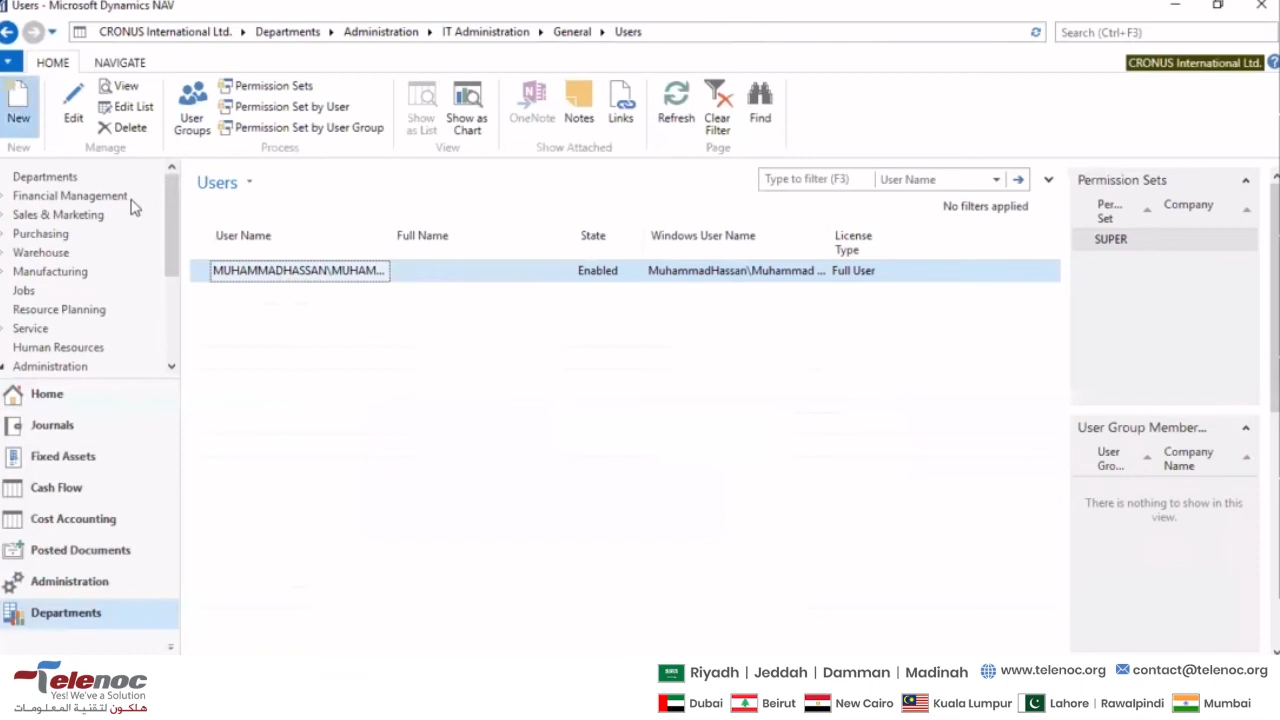 Users - Microsoft Dynamics NAV
CRONUS International Ltd. Departments Administration IT Administration General Users
Search (Ctrl+F3)
HOME NAVIGATE
CRONUS International Ltd.
New
New
Edit
View
Edit List
Delete
Manage
User Groups
Permission Sets
Permission Set by User
Permission Set by User Group
Process
Show as List
Show as Chart
View
OneNote
Notes
Links
Show Attached
Refresh
Clear Filter
Find
Page
Departments
Financial Management
Sales & Marketing
Purchasing
Warehouse
Manufacturing
Jobs
Resource Planning
Service
Human Resources
Administration
Home
Journals
Fixed Assets
Cash Flow
Cost Accounting
Posted Documents
Administration
Departments
Users
Type to filter (F3) User Name
No filters applied
User Name Full Name State Windows User Name License Type
MUHAMMADHASSAN\MUHAM... Enabled MuhammadHassan\Muhammad ... Full User
Permission Sets
Per... Set Company
SUPER
User Group Member...
User Gro... Company Name
There is nothing to show in this
view.
Telenoc
Yes! We've a Solution
هلكون لتقنية المعلومات
Riyadh | Jeddah | Damman | Madinah www.telenoc.org contact@telenoc.org
Dubai Beirut New Cairo Kuala Lumpur Lahore | Rawalpindi Mumbai